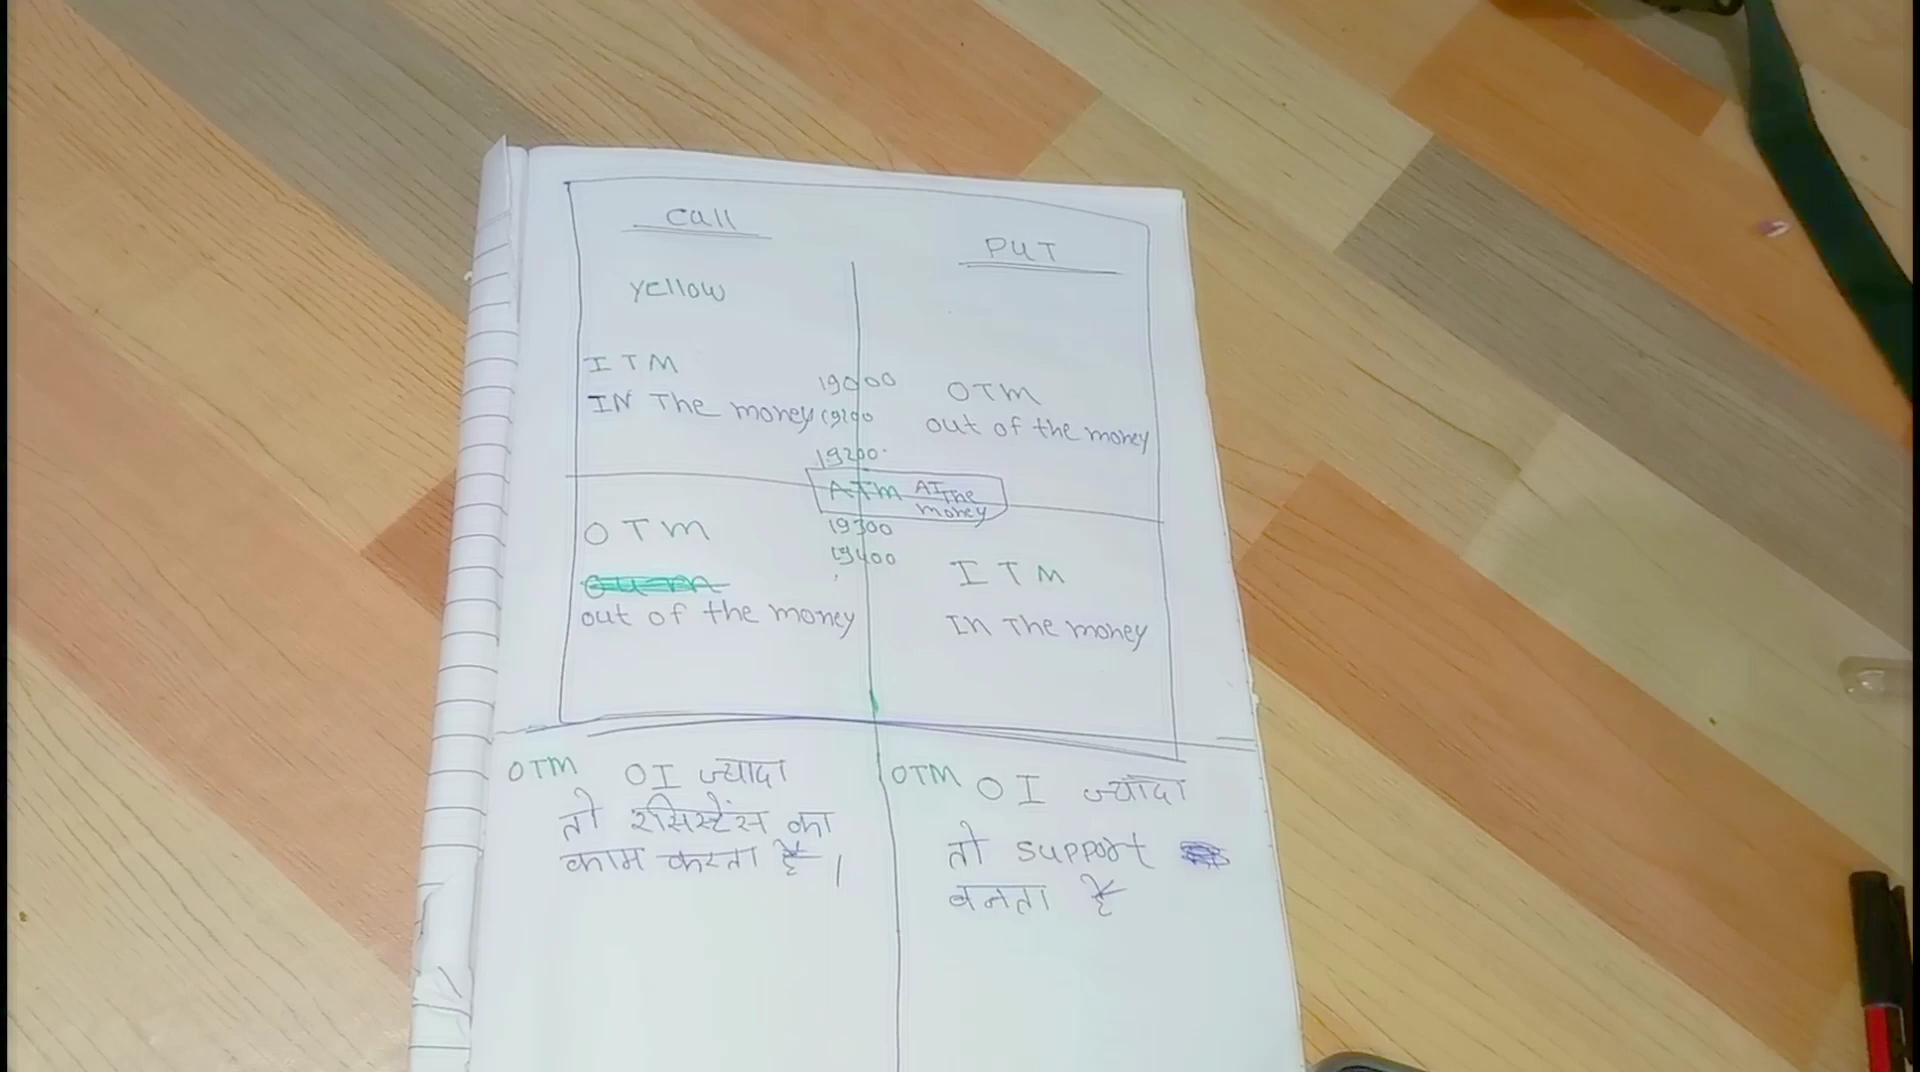 Call
PUT
yellow
ITM
19000
OTM
IN The money
19100
out of the money
19200
ATM AT The money
OTM
19300
19400
ITM
out of the money
In The money
OTM OI ज्यादा
तो रसिस्टेंस का
काम करता है।
OTM OI ज्यादा
तो support
बनता है